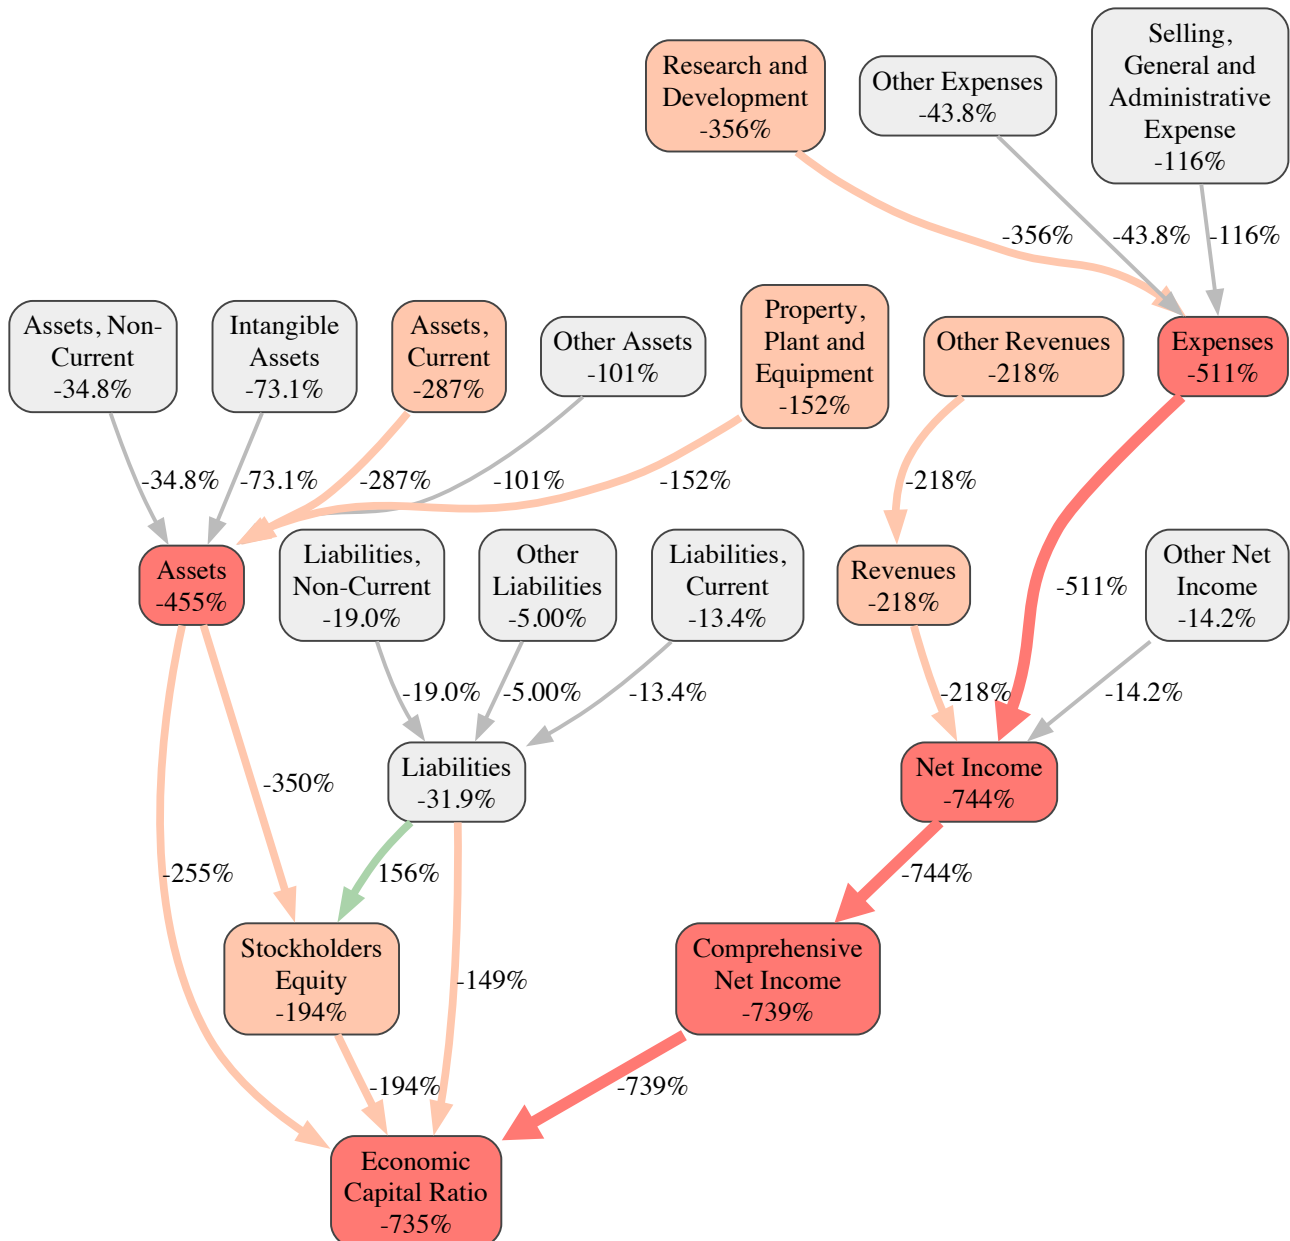 Selling,
General and
Administrative
Expense
-116%
Research and
Development
-356%
Other Expenses
-43.8%
-356%
-43.8%
-116%
Assets, Non-
Current
-34.8%
Intangible
Assets
-73.1%
Assets,
Current
-287%
Other Assets
-101%
Property,
Plant and
Equipment
-152%
Other Revenues
-218%
Expenses
-511%
-34.8%
-73.1%
-287%
-101%
-152%
-218%
Assets
-455%
Liabilities,
Non-Current
-19.0%
Other
Liabilities
-5.00%
Liabilities,
Current
-13.4%
Revenues
-218%
-511%
Other Net
Income
-14.2%
-19.0%
-5.00%
-13.4%
-218%
-14.2%
-350%
Liabilities
-31.9%
Net Income
-744%
-255%
156%
-744%
Stockholders
Equity
-194%
-149%
Comprehensive
Net Income
-739%
-194%
-739%
Economic
Capital Ratio
-735%